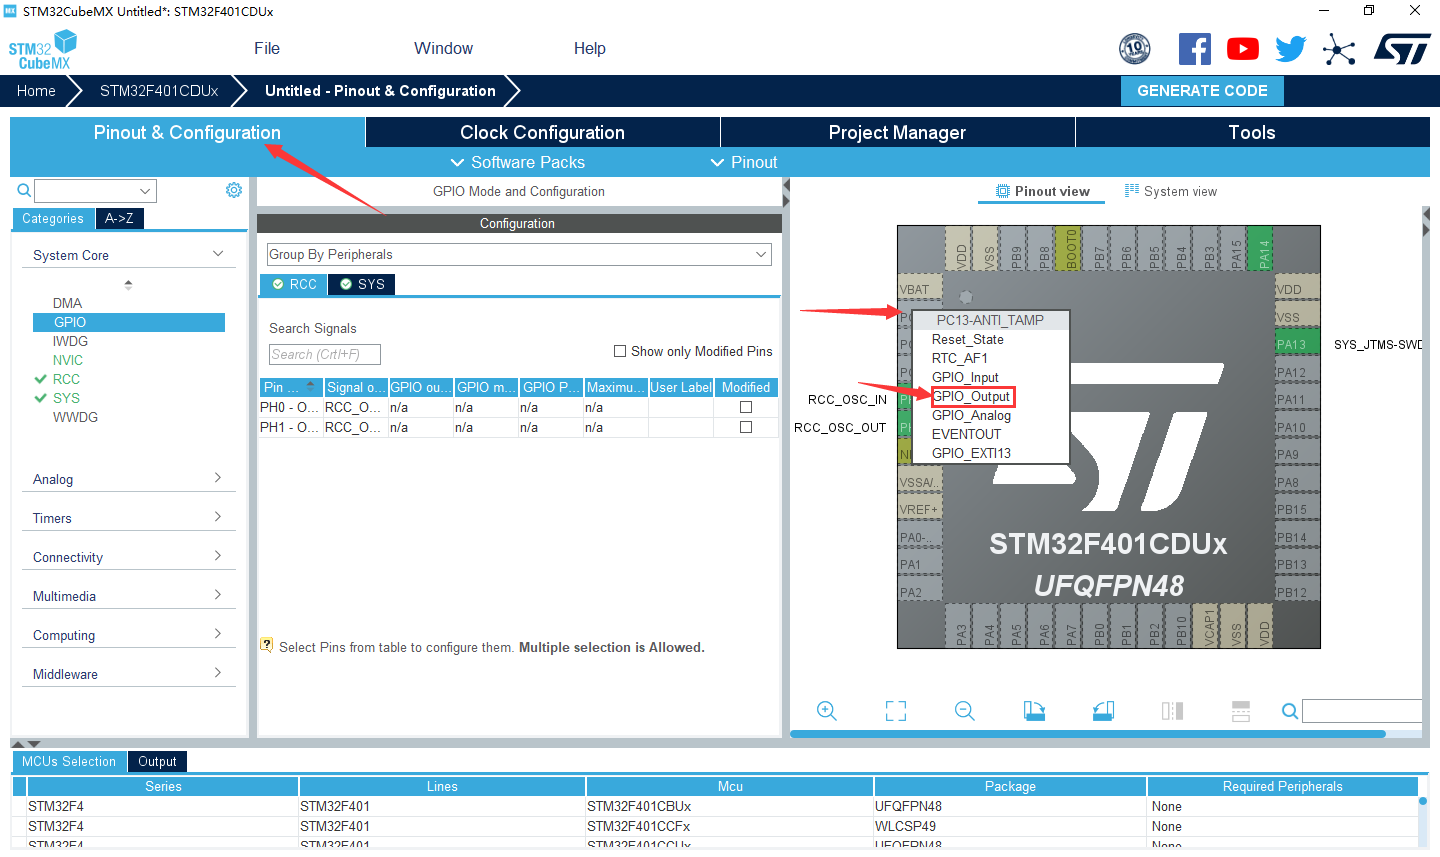 MX STM32CubeMX Untitled*: STM32F401CDUx
STM32
CubeMX
File
Window
Help
10
Home
STM32F401CDUx
Untitled - Pinout & Configuration
GENERATE CODE
Pinout & Configuration
Clock Configuration
Project Manager
Tools
Software Packs
Pinout
GPIO Mode and Configuration
Pinout view
System view
Categories
A->Z
Configuration
System Core
Group By Peripherals
RCC
SYS
DMA
GPIO
IWDG
NVIC
RCC
SYS
WWDG
Search Signals
Search (Crtl+F)
Show only Modified Pins
Pin ...
Signal o...
GPIO ou...
GPIO m...
GPIO P...
Maximu...
User Label
Modified
PH0 - O...
RCC_O...
n/a
n/a
n/a
n/a
PH1 - O...
RCC_O...
n/a
n/a
n/a
n/a
Analog
Timers
Connectivity
Multimedia
Computing
Middleware
Select Pins from table to configure them. Multiple selection is Allowed.
VDD
VSS
PB9
PB8
BOOT0
PB7
PB6
PB5
PB4
PB3
PA15
PA14
VBAT
PC13-ANTI_TAMP
Reset_State
RTC_AF1
GPIO_Input
GPIO_Output
GPIO_Analog
EVENTOUT
GPIO_EXTI13
RCC_OSC_IN
RCC_OSC_OUT
VSSA/..
VREF+
PA0-..
PA1
PA2
VDD
VSS
PA13
SYS_JTMS-SWD
PA12
PA11
PA10
PA9
PA8
PB15
PB14
PB13
PB12
STM32F401CDUx
UFQFPN48
PA3
PA4
PA5
PA6
PA7
PB0
PB1
PB2
PB10
VCAP1
VSS
VDD
MCUs Selection
Output
Series
Lines
Mcu
Package
Required Peripherals
STM32F4
STM32F401
STM32F401CBUx
UFQFPN48
None
STM32F4
STM32F401
STM32F401CCFx
WLCSP49
None
STM32F4
STM32F401
STM32F401CCUx
UFQFPN48
None